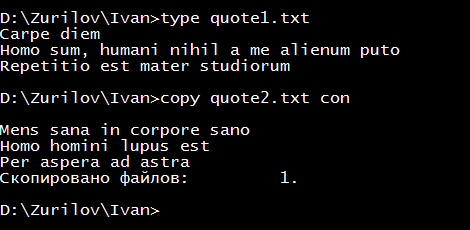 D:\Zurilov\Ivan>type quote1.txt
Carpe diem
Homo sum, humani nihil a me alienum puto
Repetitio est mater studiorum
D:\Zurilov\Ivan>copy quote2.txt con
Mens sana in corpore sano
Homo homini lupus est
Per aspera ad astra
Скопировано файлов:         1.
D:\Zurilov\Ivan>